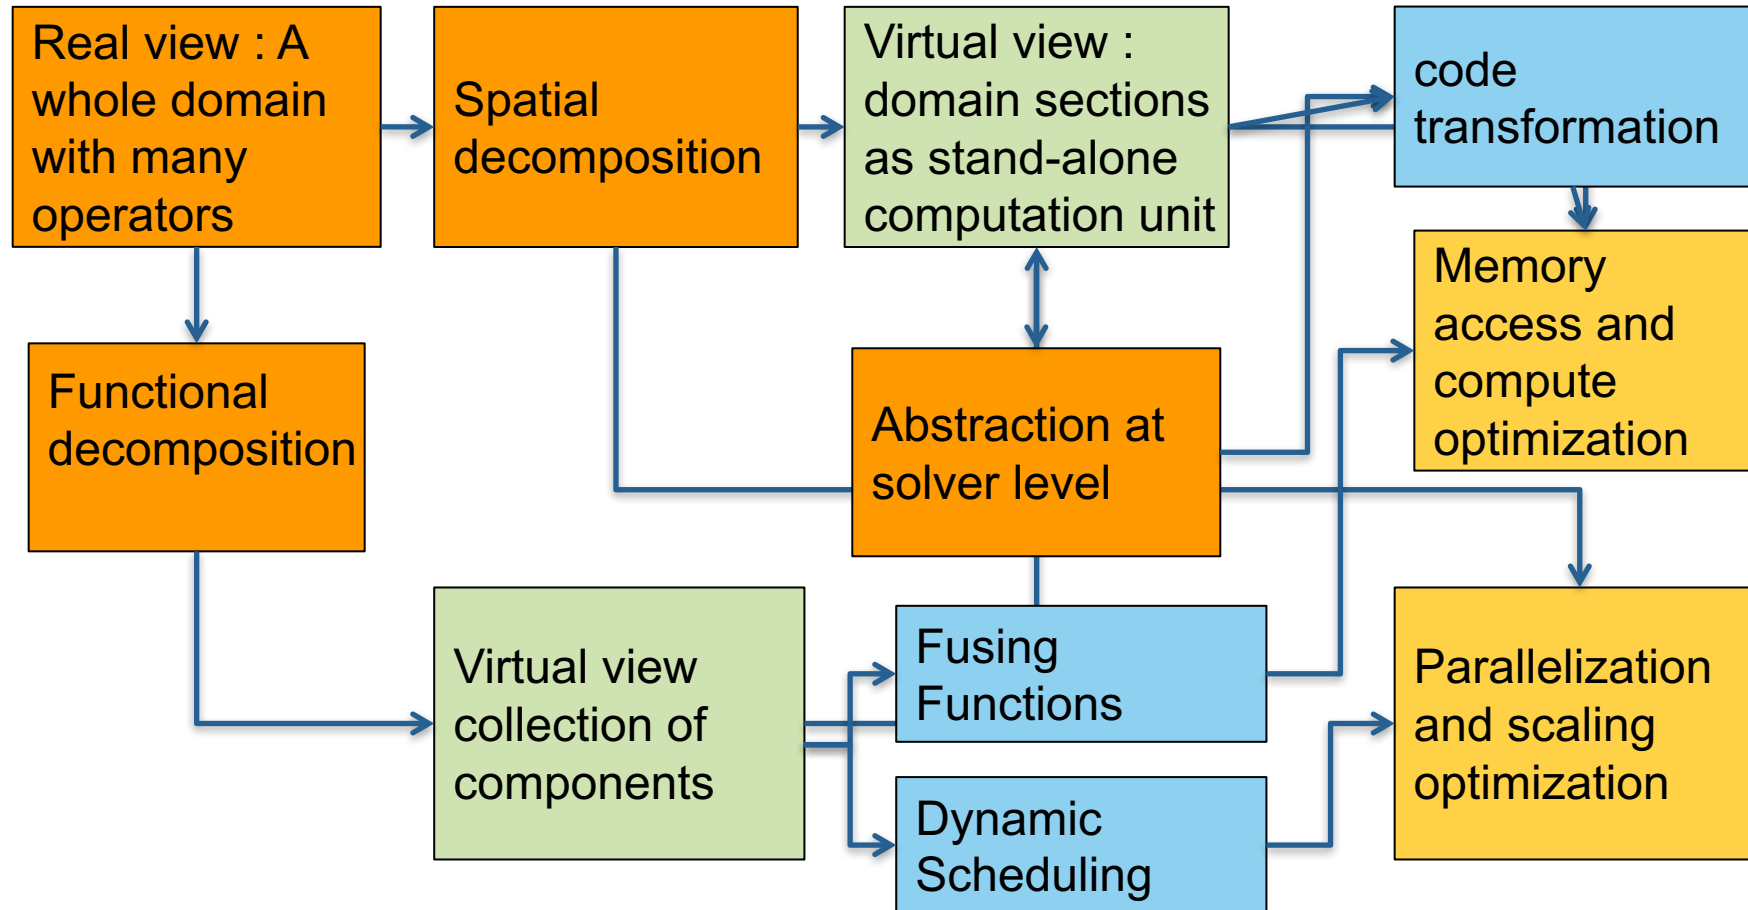 Real view : A
whole domain
with many
operators
Spatial
decomposition
Virtual view :
domain sections
as stand-alone
computation unit
code
transformation
Memory
access and
compute
optimization
Functional
decomposition
Abstraction at
solver level
Virtual view
collection of
components
Fusing
Functions
Dynamic
Scheduling
Parallelization
and scaling
optimization